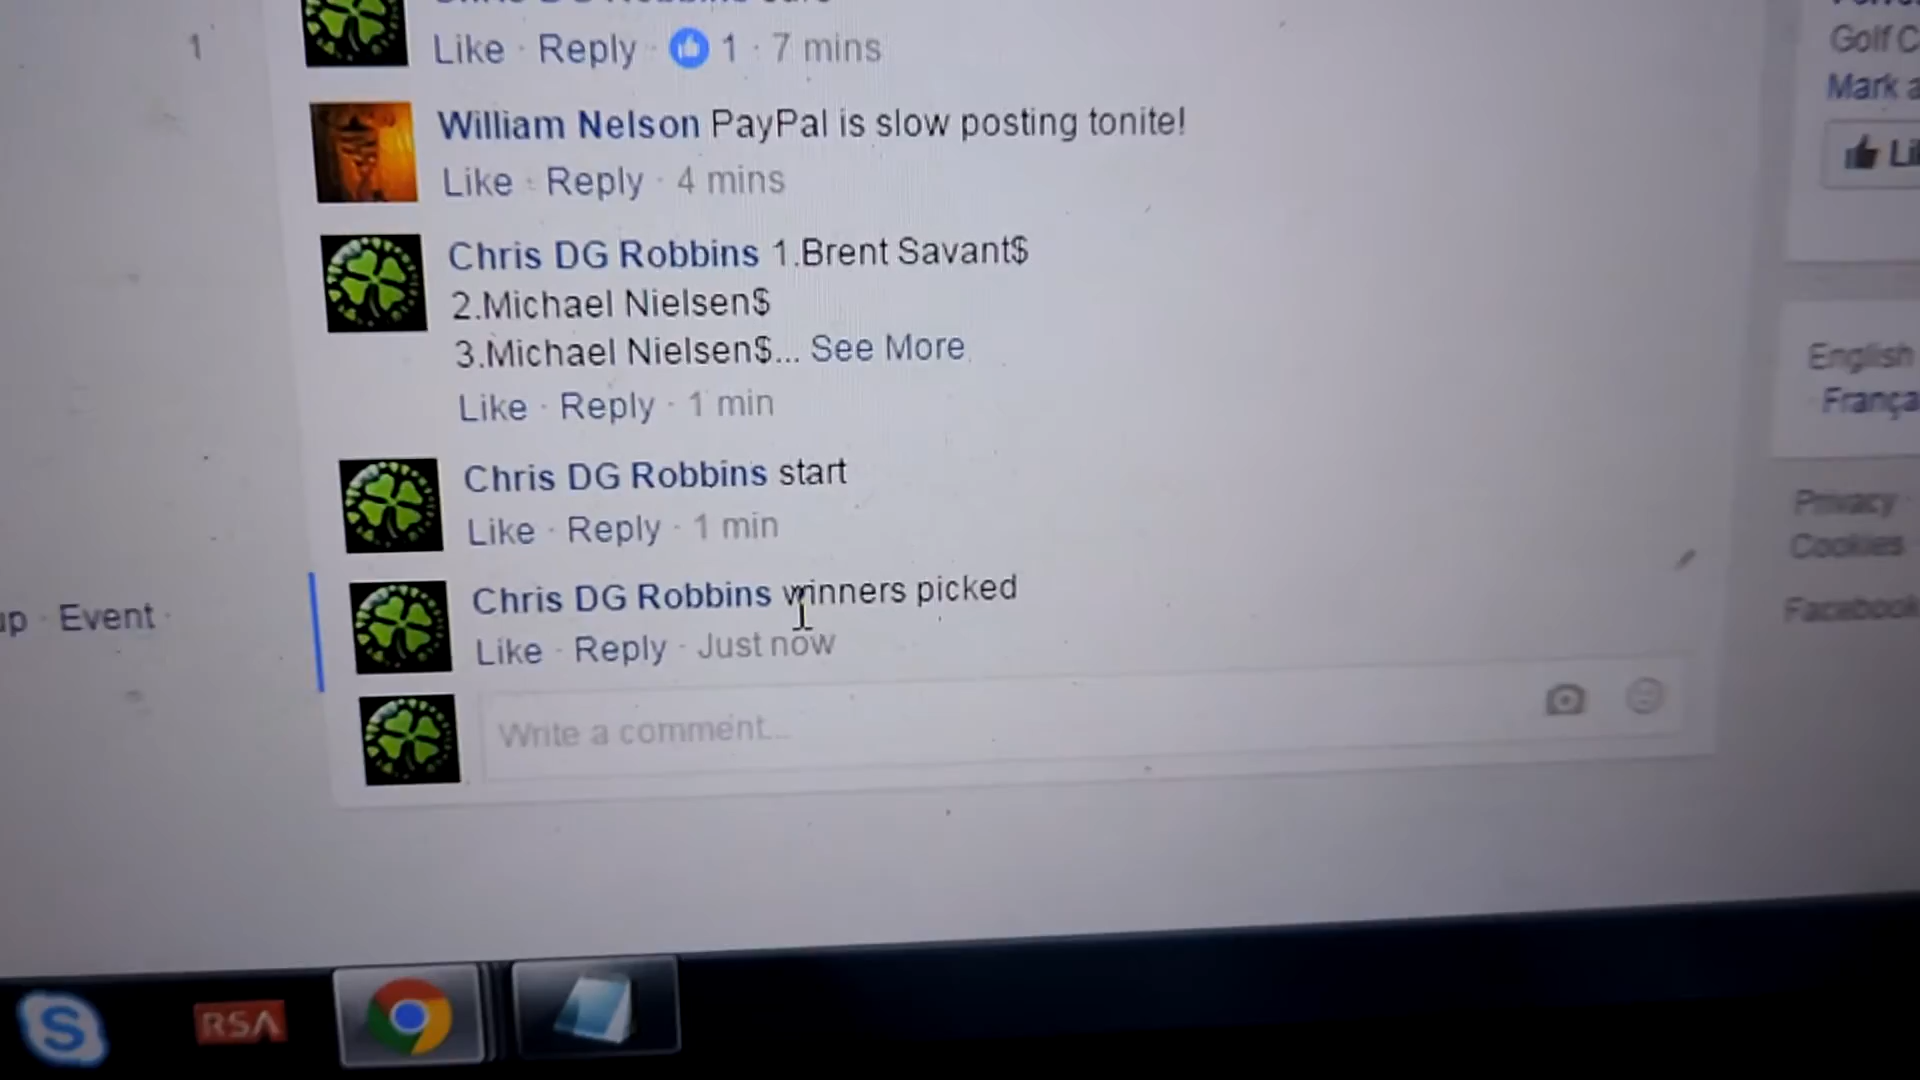 1
Like · Reply · 1 · 7 mins
Golf C
Mark a
William Nelson PayPal is slow posting tonite!
Like · Reply · 4 mins
Chris DG Robbins 1.Brent Savant$
2.Michael Nielsen$
3.Michael Nielsen$... See More
Like · Reply · 1 min
English
França
Chris DG Robbins start
Like · Reply · 1 min
Privacy
Cookies
Chris DG Robbins winners picked
Like · Reply · Just now
Facebook
up · Event ·
Write a comment...
S
RSA